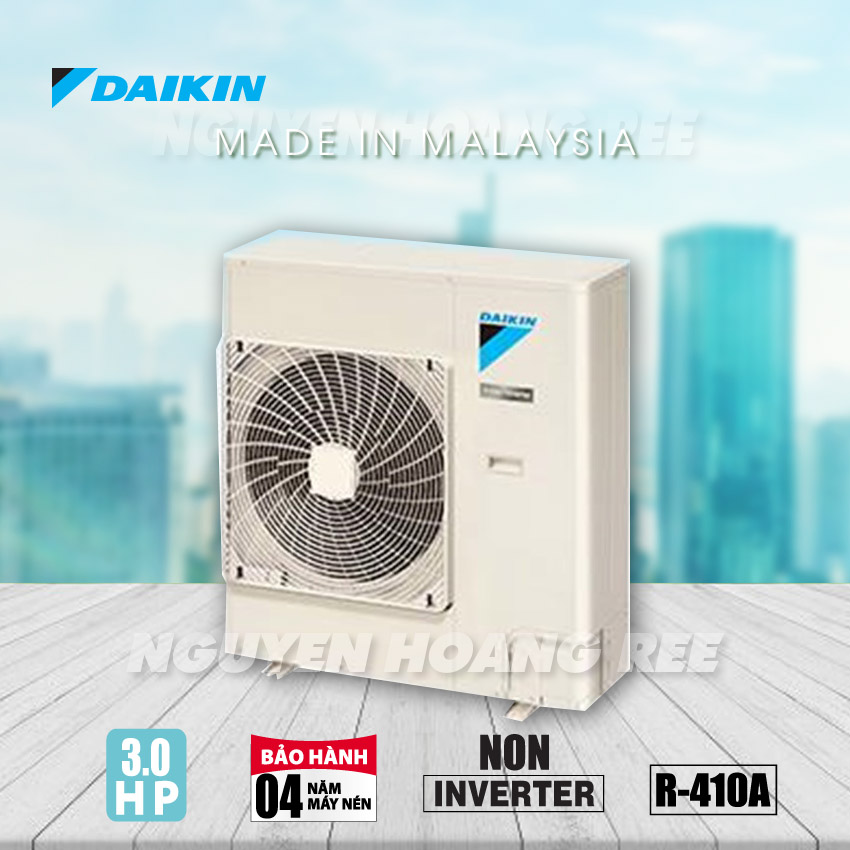 DAIKIN
NGUYEN HOANG REE
MADE IN MALAYSIA
DAIKIN
NGUYEN HOANG REE
3.0
HP
BẢO HÀNH
04 NĂM
MÁY NÉN
NON
INVERTER
R-410A